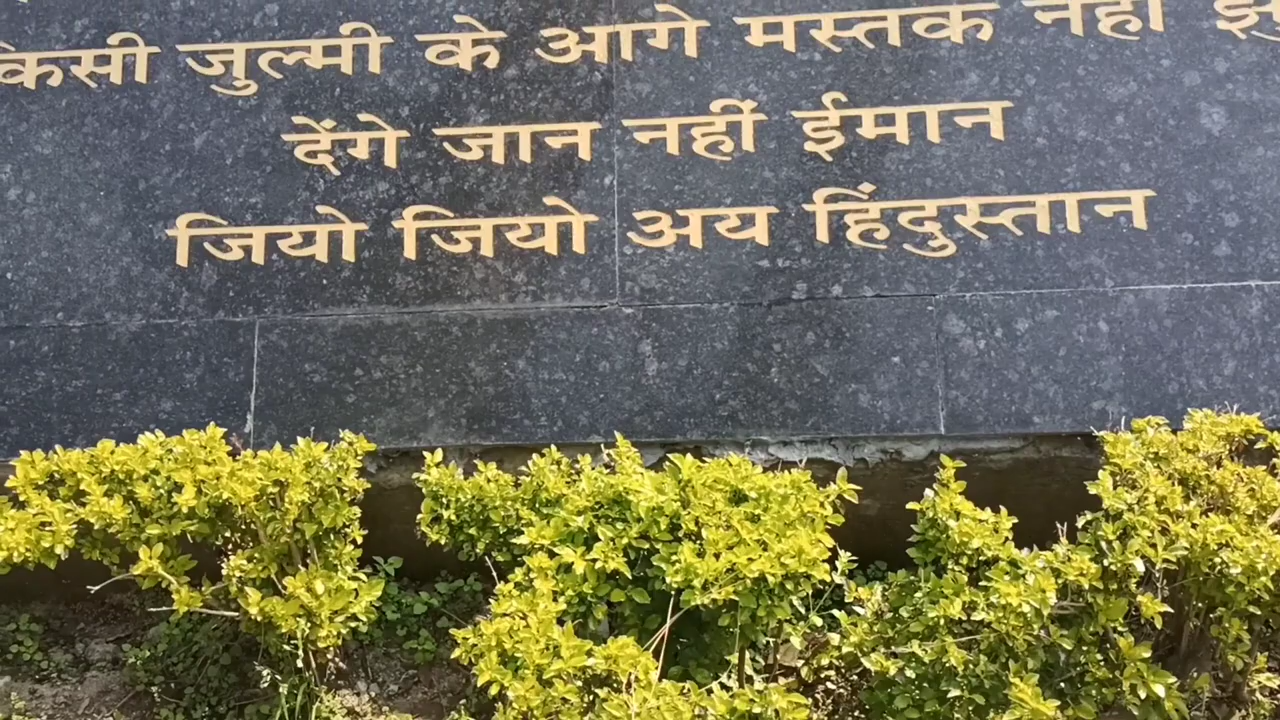 किसी जुल्मी के आगे मस्तक नहीं
देंगे जान नहीं ईमान
जियो जियो अय हिंदुस्तान